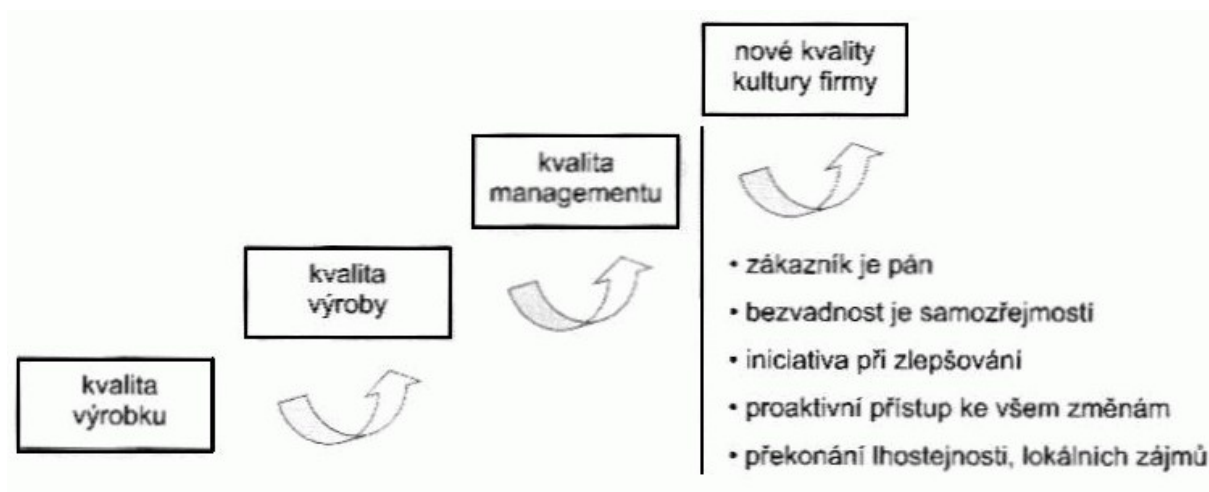 nové kvality
kultury firmy
kvalita
managementu
kvalita
výroby
kvalita
výrobku
• zákazník je pán
• bezvadnost je samozřejmostí
• iniciativa při zlepšování
• proaktivní přístup ke všem změnám
• překonání lhostejnosti, lokálních zájmů